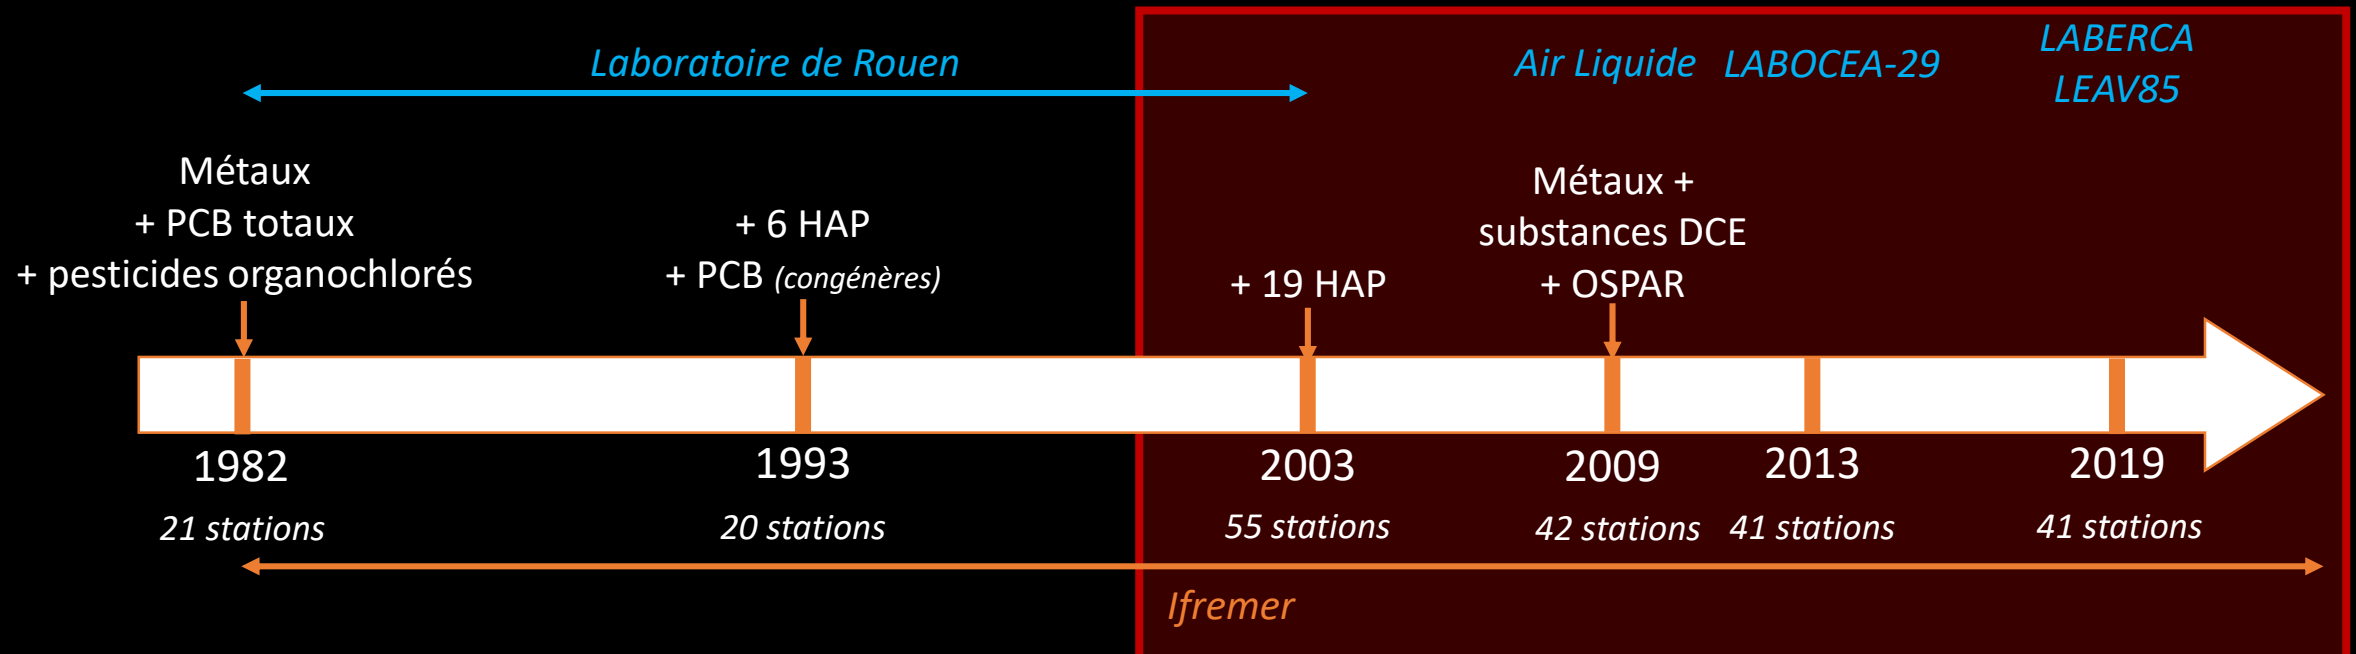 Laboratoire de Rouen
Air Liquide
LABOCEA-29
LABERCA
LEAV85
Métaux
+ PCB totaux
+ pesticides organochlorés
+ 6 HAP
+ PCB (congénères)
+ 19 HAP
Métaux +
substances DCE
+ OSPAR
1982
1993
2003
2009
2013
2019
21 stations
20 stations
55 stations
42 stations
41 stations
41 stations
Ifremer